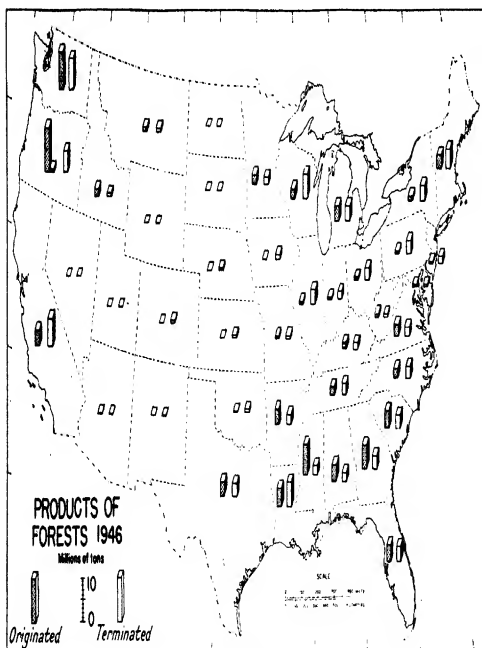 PRODUCTS OF
FORESTS 1946
Millions of tons
10
0
Originated
Terminated
SCALE